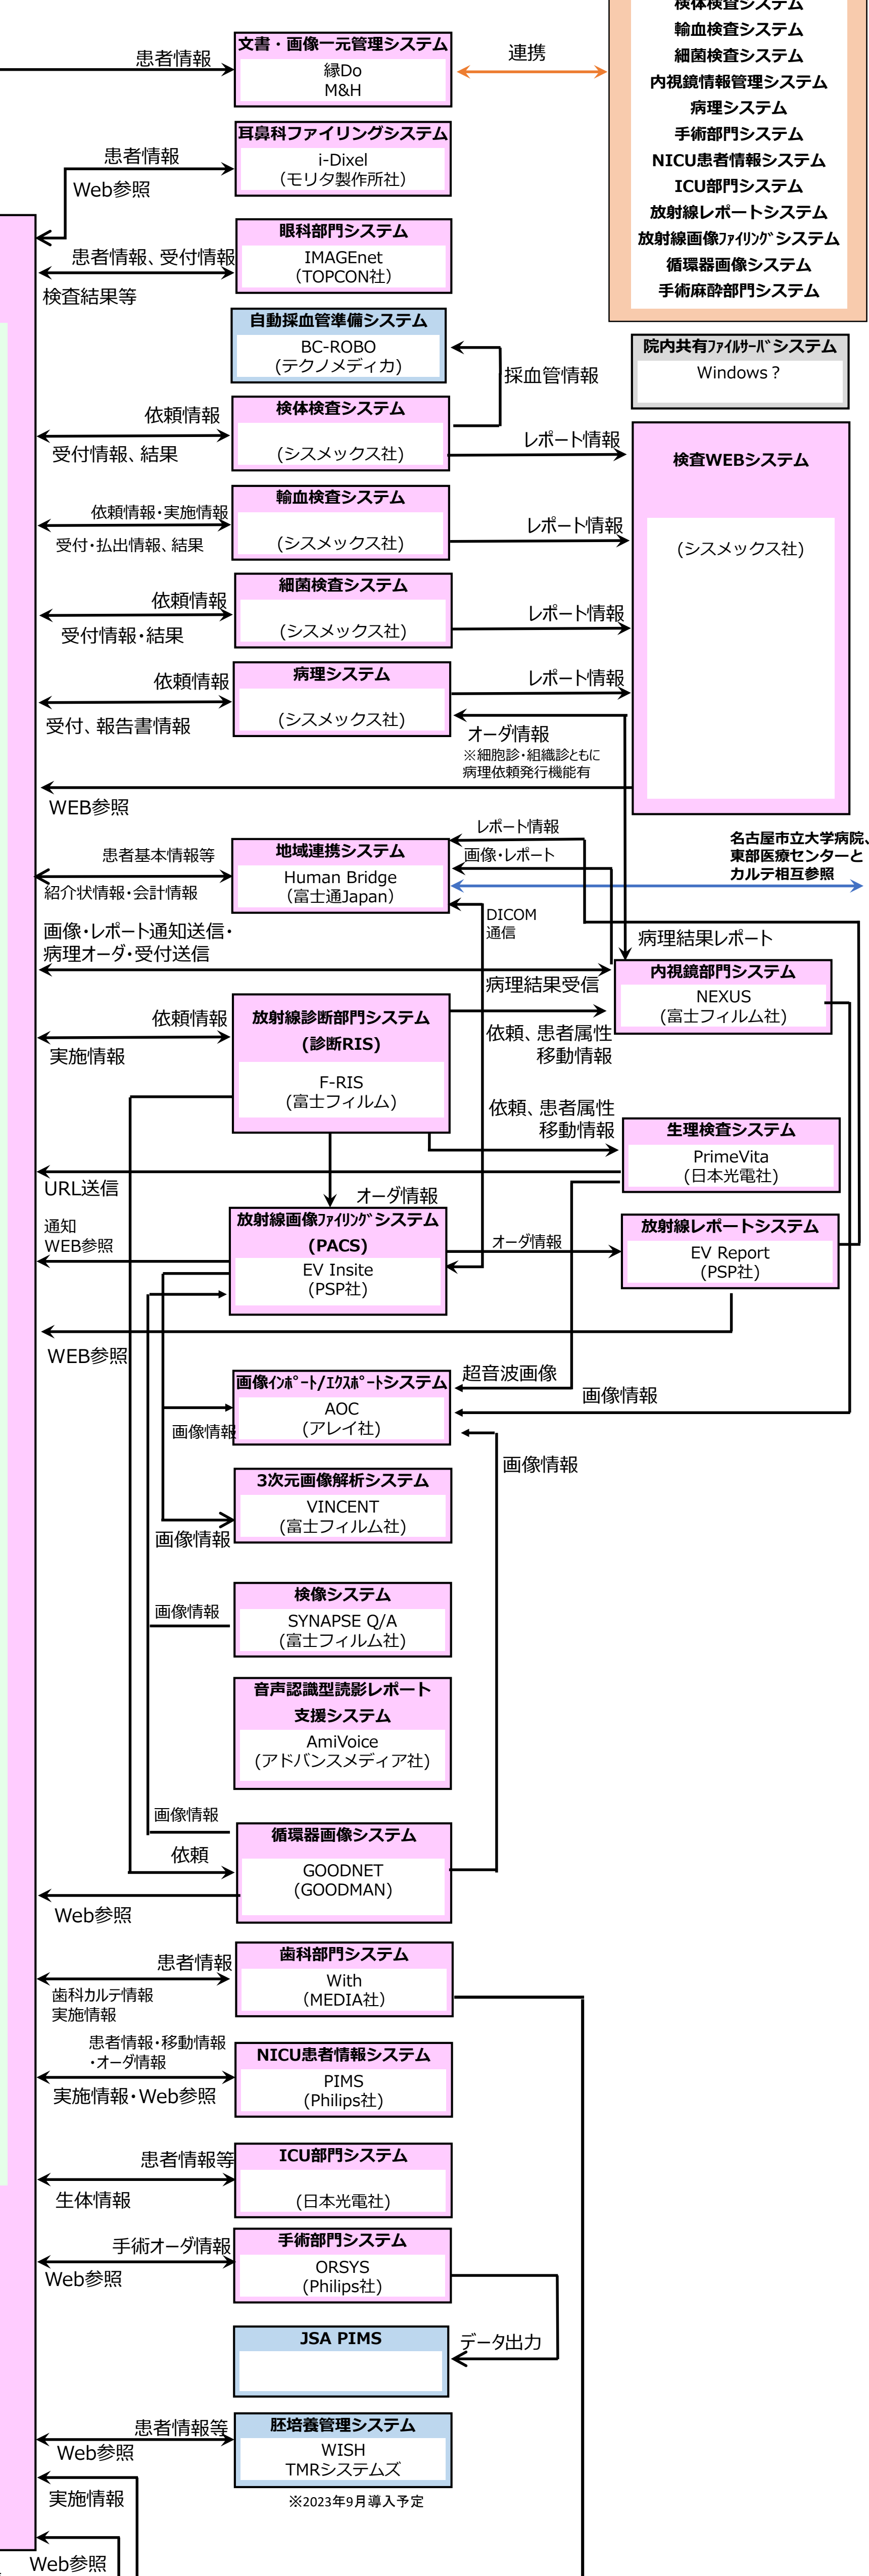 検体検査システム
輸血検査システム
細菌検査システム
内視鏡情報管理システム
病理システム
手術部門システム
NICU患者情報システム
ICU部門システム
放射線レポートシステム
放射線画像ﾌｧｲﾘﾝｸﾞシステム
循環器画像システム
手術麻酔部門システム
患者情報
文書・画像一元管理システム
縁Do
M&H
連携
患者情報
Web参照
耳鼻科ファイリングシステム
i-Dixel
（モリタ製作所社）
患者情報、受付情報
検査結果等
眼科部門システム
IMAGEnet
（TOPCON社）
自動採血管準備システム
BC-ROBO
(テクノメディカ)
採血管情報
院内共有ﾌｧｲﾙｻｰﾊﾞシステム
Windows？
依頼情報
受付情報、結果
検体検査システム
(シスメックス社)
レポート情報
検査WEBシステム
(シスメックス社)
依頼情報・実施情報
受付・払出情報、結果
輸血検査システム
(シスメックス社)
レポート情報
依頼情報
受付情報・結果
細菌検査システム
(シスメックス社)
レポート情報
依頼情報
受付、報告書情報
病理システム
(シスメックス社)
レポート情報
オーダ情報
※細胞診・組織診ともに
病理依頼発行機能有
WEB参照
患者基本情報等
紹介状情報・会計情報
地域連携システム
Human Bridge
（富士通Japan）
レポート情報
画像・レポート
名古屋市立大学病院、
東部医療センターと
カルテ相互参照
DICOM
通信
画像・レポート通知送信・
病理オーダ・受付送信
病理結果レポート
病理結果受信
内視鏡部門システム
NEXUS
(富士フィルム社)
依頼情報
実施情報
放射線診断部門システム
(診断RIS)
F-RIS
(富士フィルム)
依頼、患者属性
移動情報
依頼、患者属性
移動情報
生理検査システム
PrimeVita
(日本光電社)
URL送信
オーダ情報
通知
WEB参照
放射線画像ﾌｧｲﾘﾝｸﾞシステム
(PACS)
EV Insite
(PSP社)
オーダ情報
放射線レポートシステム
EV Report
(PSP社)
WEB参照
画像ｲﾝﾎﾟｰﾄ/ｴｸｽﾎﾟｰﾄシステム
AOC
(アレイ社)
超音波画像
画像情報
画像情報
画像情報
3次元画像解析システム
VINCENT
(富士フィルム社)
画像情報
検像システム
SYNAPSE Q/A
(富士フィルム社)
画像情報
音声認識型読影レポート
支援システム
AmiVoice
(アドバンスメディア社)
画像情報
依頼
循環器画像システム
GOODNET
(GOODMAN)
Web参照
患者情報
歯科カルテ情報
実施情報
歯科部門システム
With
（MEDIA社）
患者情報・移動情報
・オーダ情報
実施情報・Web参照
NICU患者情報システム
PIMS
(Philips社)
患者情報等
生体情報
ICU部門システム
(日本光電社)
手術オーダ情報
Web参照
手術部門システム
ORSYS
(Philips社)
JSA PIMS
データ出力
患者情報等
Web参照
胚培養管理システム
WISH
TMRシステムズ
※2023年9月導入予定
実施情報
Web参照